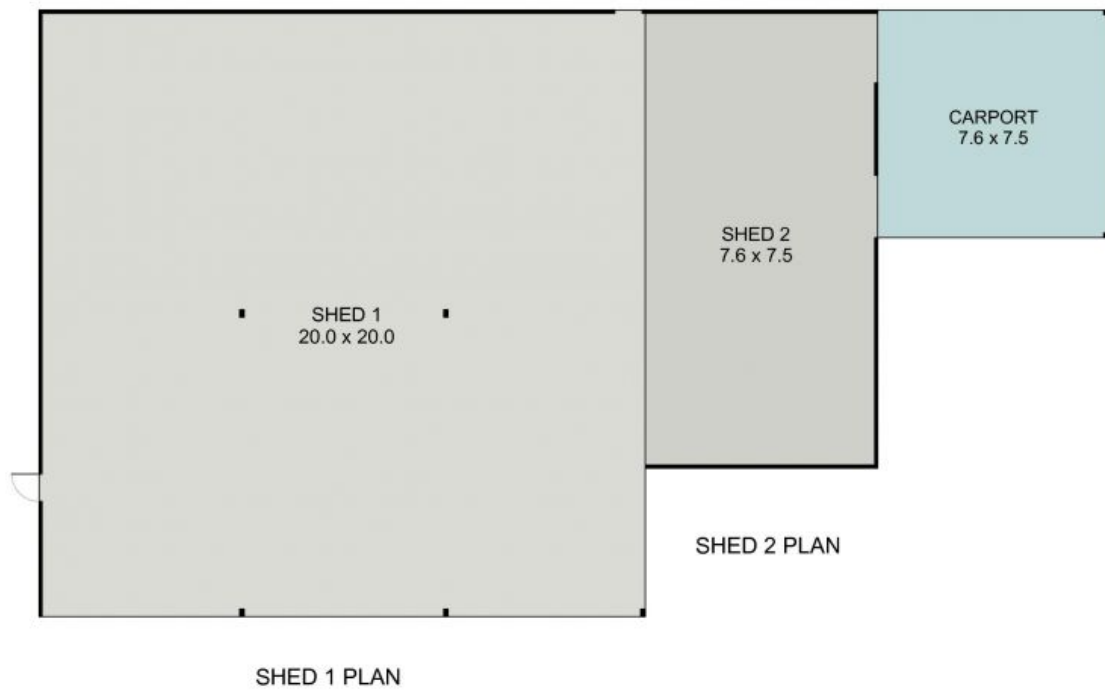 CARPORT
7.6 x 7.5
SHED 2
7.6 x 7.5
SHED 1
20.0 x 20.0
SHED 2 PLAN
SHED 1 PLAN